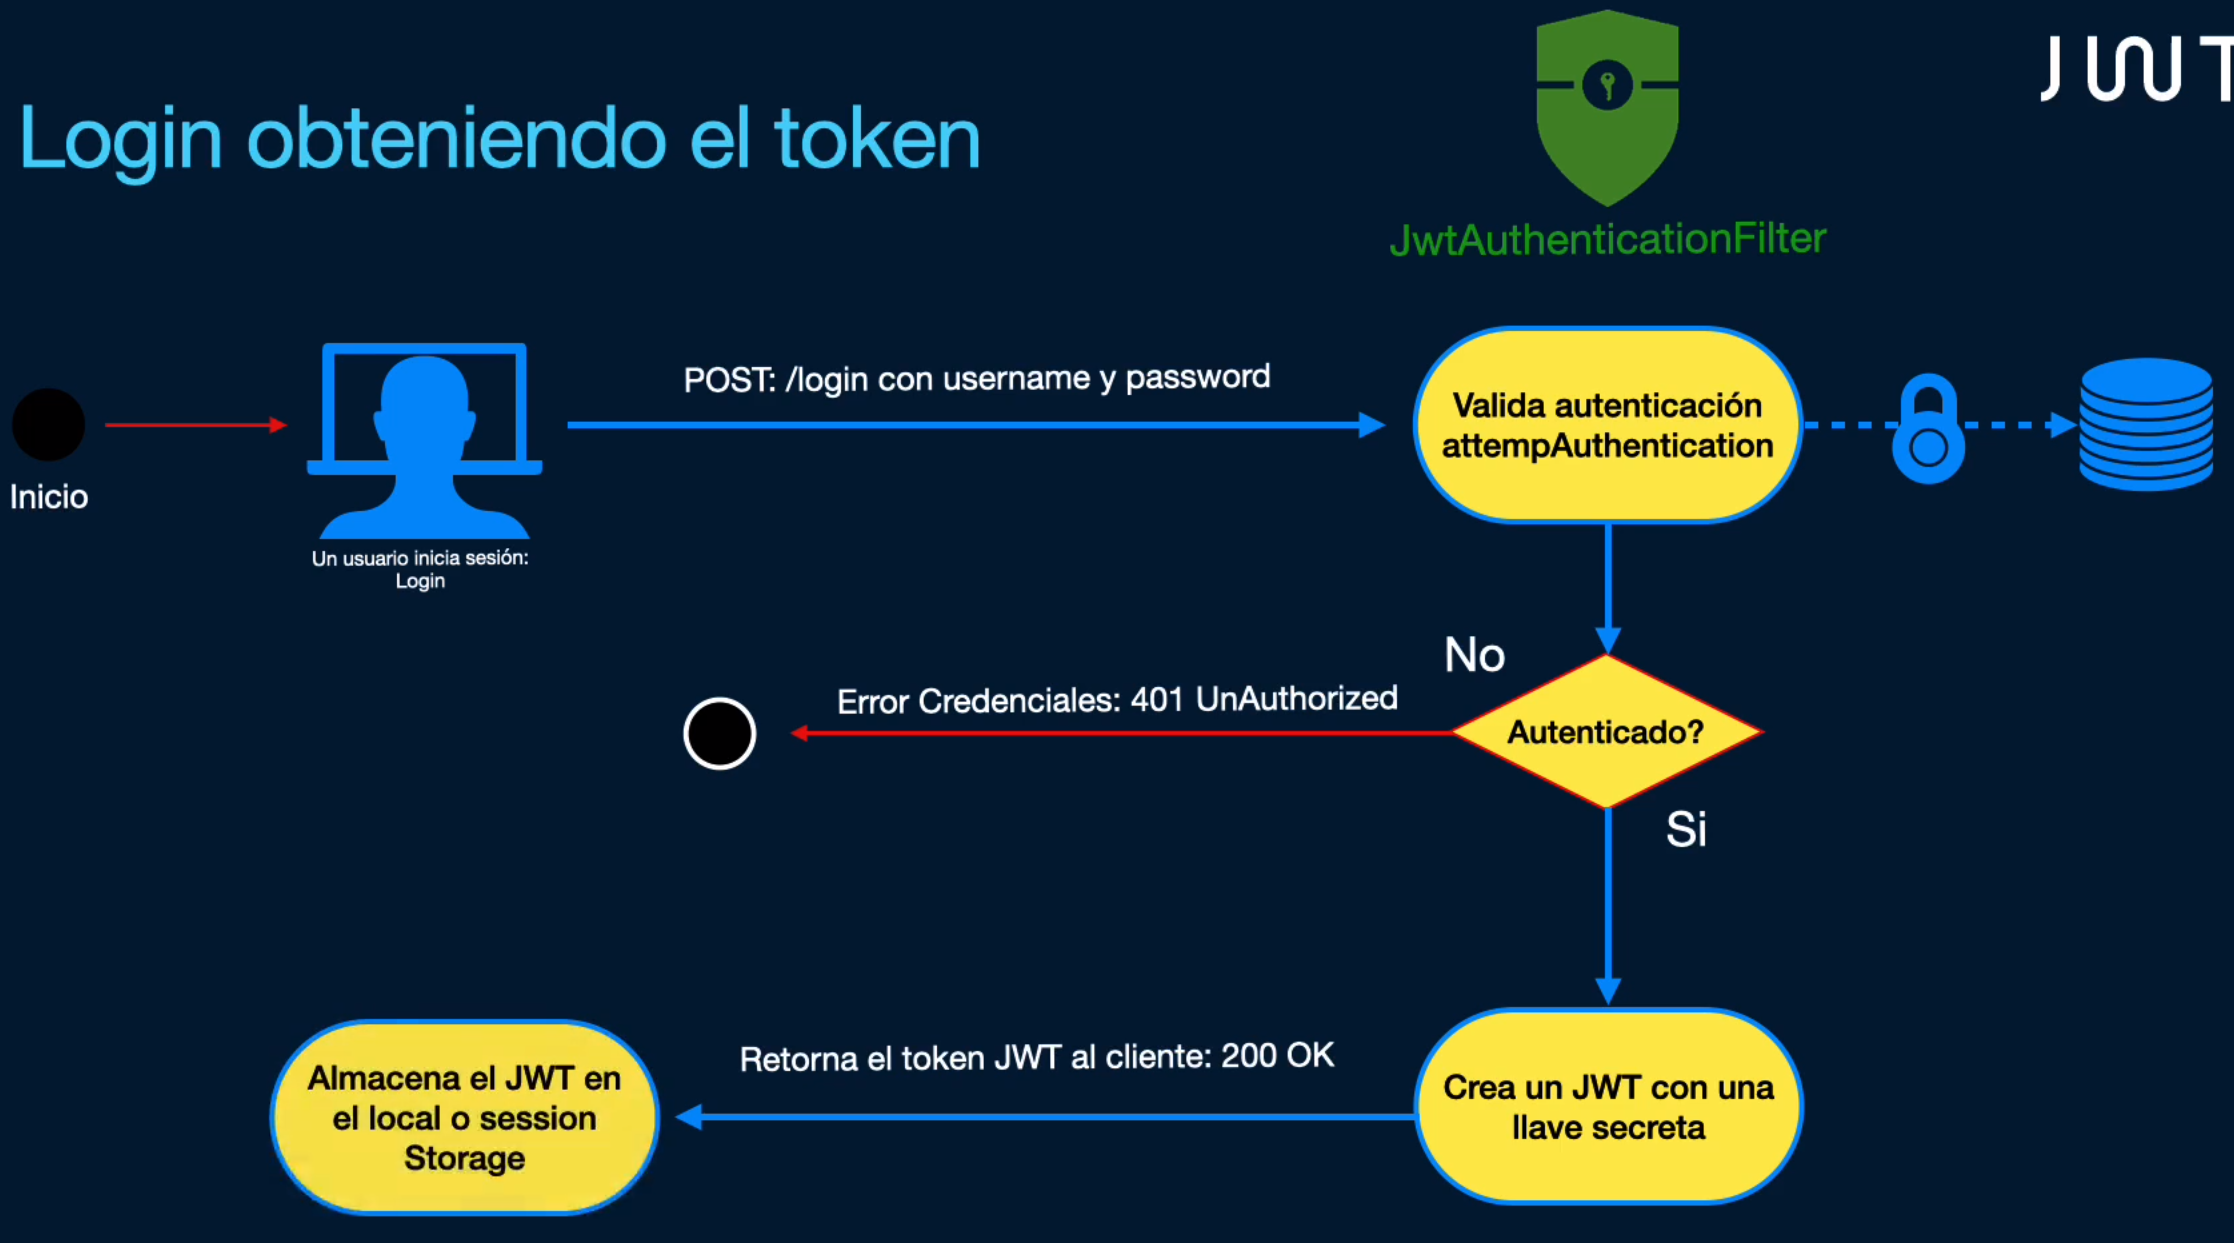 JWT
Login obteniendo el token
JwtAuthenticationFilter
Inicio
Un usuario inicia sesión:
Login
POST: /login con username y password
Valida autenticación
attempAuthentication
No
Error Credenciales: 401 UnAuthorized
Autenticado?
Si
Crea un JWT con una
llave secreta
Retorna el token JWT al cliente: 200 OK
Almacena el JWT en
el local o session
Storage